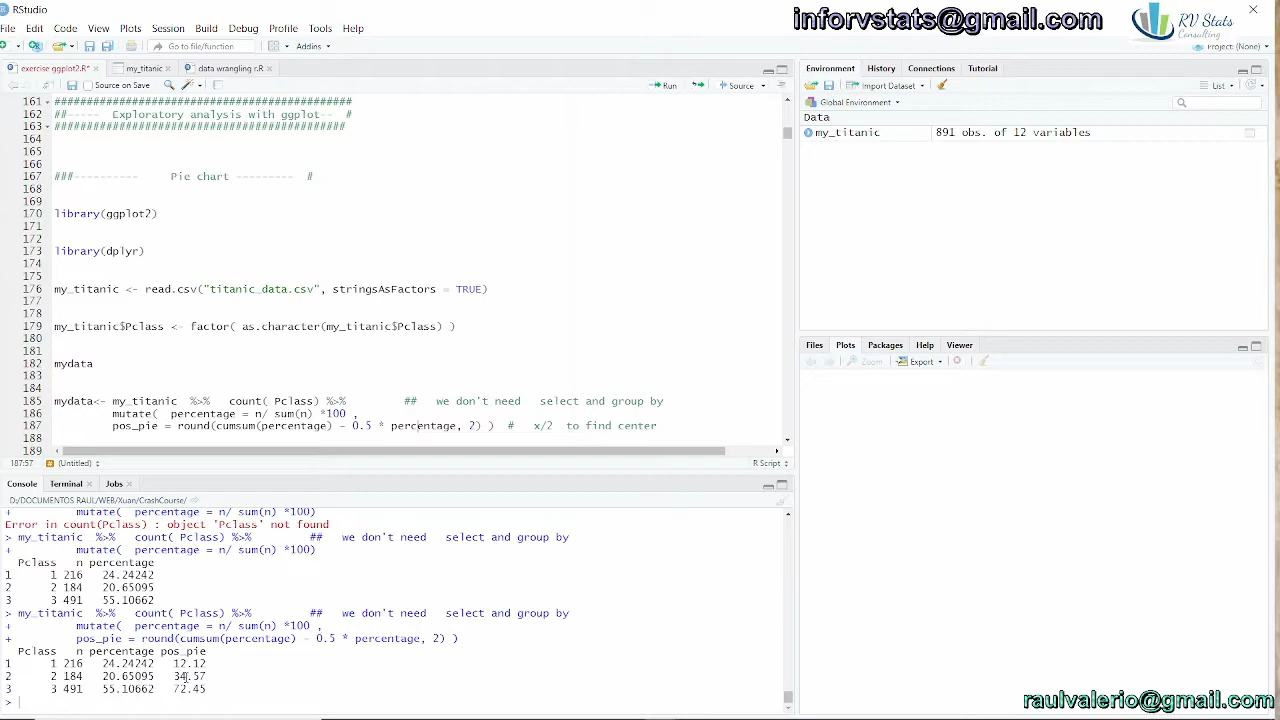 RStudio
inforvstats@gmail.com
RV Stats
Consulting
File Edit Code View Plots Session Build Debug Profile Tools Help
Go to file/function
Addins
Project: (None)
exercise ggplot2.R*
my_titanic
data wrangling c.R
Source on Save
Run
Source
161 #############################################
162 ##----- Exploratory analysis with ggplot-- #
163 ############################################
164
165
166
167 ###---------- Pie chart --------- #
168
169
170 library(ggplot2)
171
172
173 library(dplyr)
174
175
176 my_titanic <- read.csv("titanic_data.csv", stringsAsFactors = TRUE)
177
178
179 my_titanic$Pclass <- factor( as.character(my_titanic$Pclass) )
180
181
182 mydata
183
184
185 mydata<- my_titanic %>% count( Pclass) %>% ## we don't need select and group by
186 mutate( percentage = n/ sum(n) *100 ,
187 pos_pie = round(cumsum(percentage) - 0.5 * percentage, 2) ) # x/2 to find center
188
189
187:57 (Untitled) R Script
Console Terminal Jobs
D:/DOCUMENTOS RAUL/WEB/Xuan/CrashCourse/
+ mutate( percentage = n/ sum(n) *100)
Error in count(Pclass) : object 'Pclass' not found
> my_titanic %>% count( Pclass) %>% ## we don't need select and group by
+ mutate( percentage = n/ sum(n) *100)
Pclass n percentage
1 1 216 24.24242
2 2 184 20.65095
3 3 491 55.10662
> my_titanic %>% count( Pclass) %>% ## we don't need select and group by
+ mutate( percentage = n/ sum(n) *100 ,
+ pos_pie = round(cumsum(percentage) - 0.5 * percentage, 2) )
Pclass n percentage pos_pie
1 1 216 24.24242 12.12
2 2 184 20.65095 34.57
3 3 491 55.10662 72.45
>
Environment History Connections Tutorial
Import Dataset
List
Global Environment
Data
my_titanic 891 obs. of 12 variables
Files Plots Packages Help Viewer
Zoom Export
raulvalerio@gmail.com